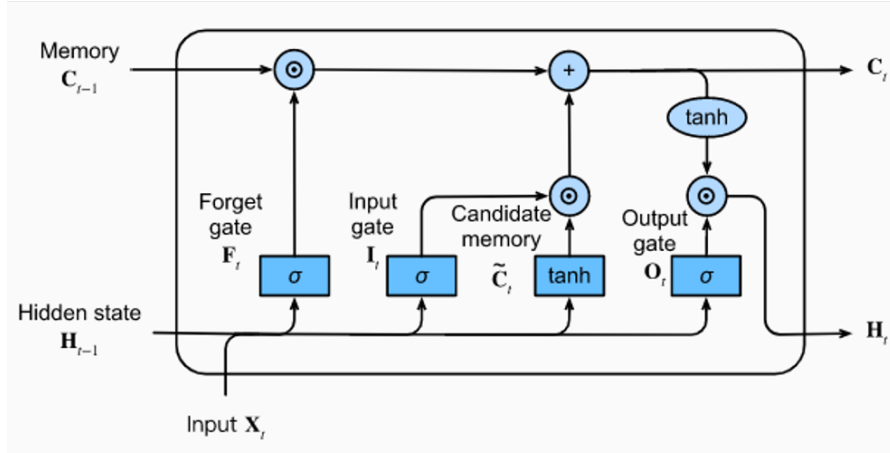 Memory
C_{t-1}
⊙
+
C_t
tanh
Forget
gate
F_t
Input
gate
I_t
Candidate
memory
C̃_t
⊙
Output
gate
O_t
⊙
σ
σ
tanh
σ
Hidden state
H_{t-1}
H_t
Input X_t